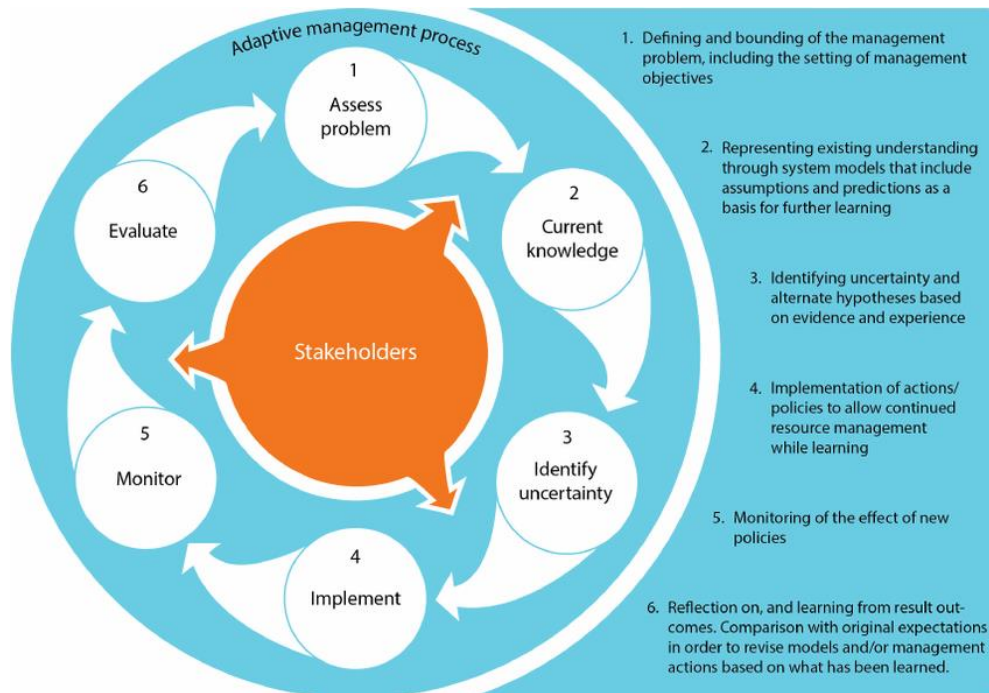 Adaptive management process
1
Assess
problem
2
Current
knowledge
3
Identify
uncertainty
4
Implement
5
Monitor
6
Evaluate
Stakeholders
1. Defining and bounding of the management
problem, including the setting of management
objectives
2. Representing existing understanding
through system models that include
assumptions and predictions as a
basis for further learning
3. Identifying uncertainty and
alternate hypotheses based
on evidence and experience
4. Implementation of actions/
policies to allow continued
resource management
while learning
5. Monitoring of the effect of new
policies
6. Reflection on, and learning from result out-
comes. Comparison with original expectations
in order to revise models and/or management
actions based on what has been learned.